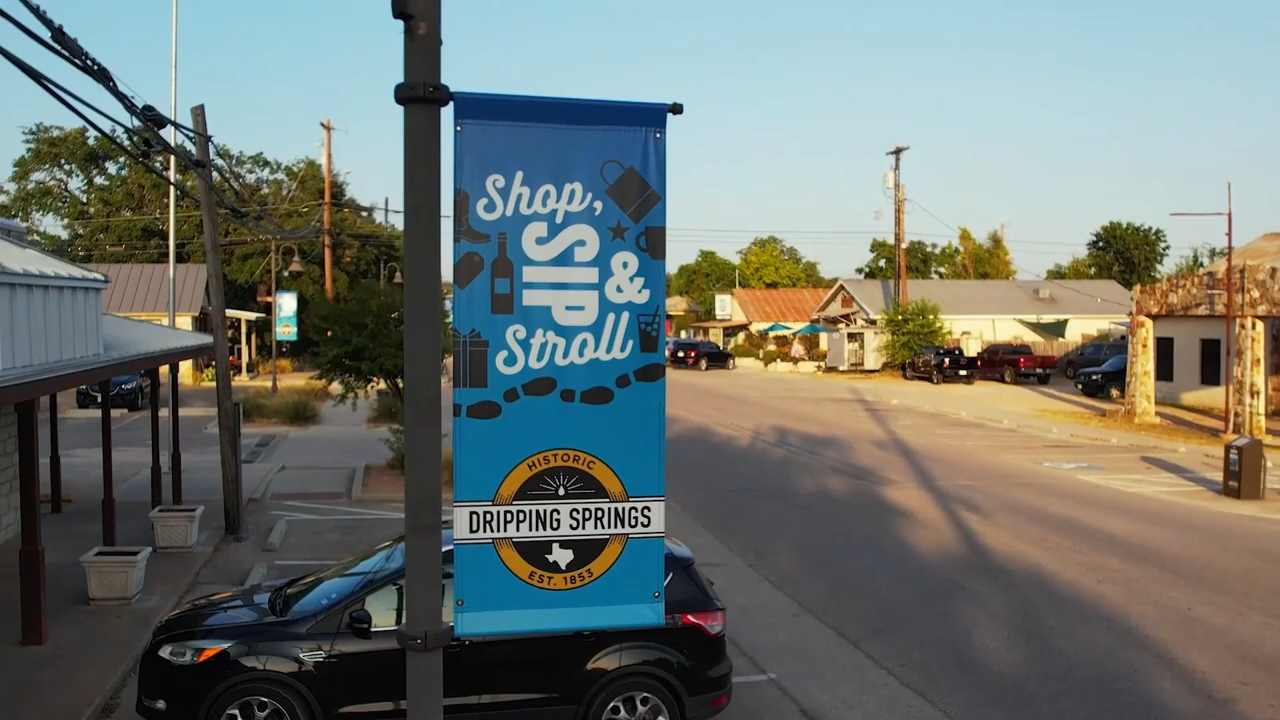 Shop,
SIP
&
Stroll
HISTORIC
DRIPPING SPRINGS
EST. 1853